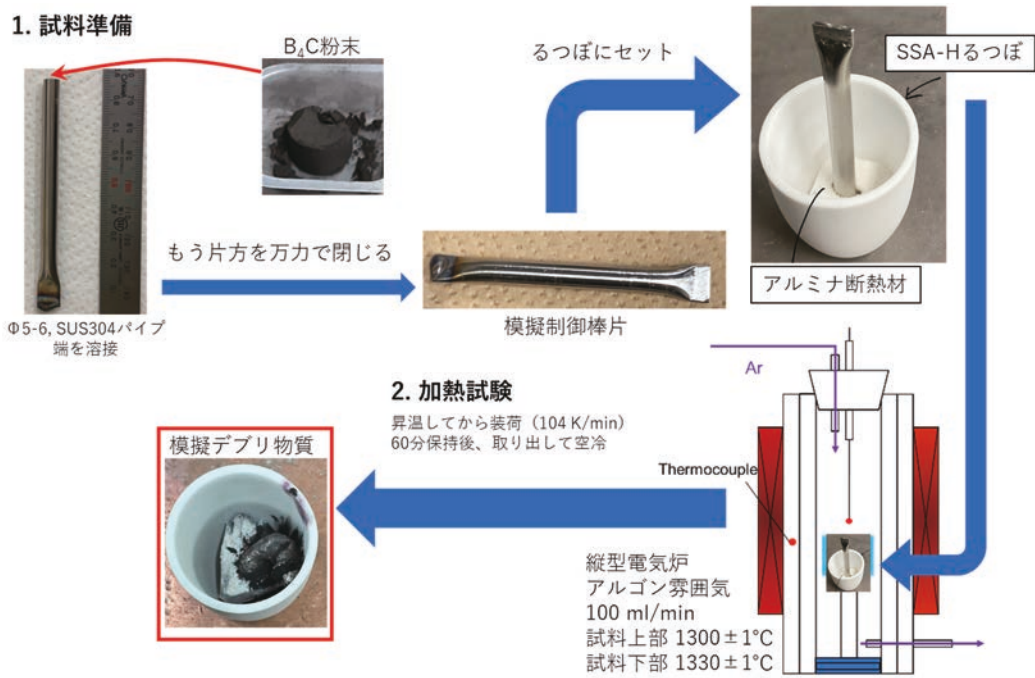 1. 試料準備
B₄C粉末
るつぼにセット
SSA-Hるつぼ
もう片方を万力で閉じる
アルミナ断熱材
模擬制御棒片
Φ5-6, SUS304パイプ
端を溶接
Ar
2. 加熱試験
昇温してから装荷（104 K/min）
60分保持後、取り出して空冷
模擬デブリ物質
Thermocouple
縦型電気炉
アルゴン雰囲気
100 ml/min
試料上部 1300±1°C
試料下部 1330±1°C